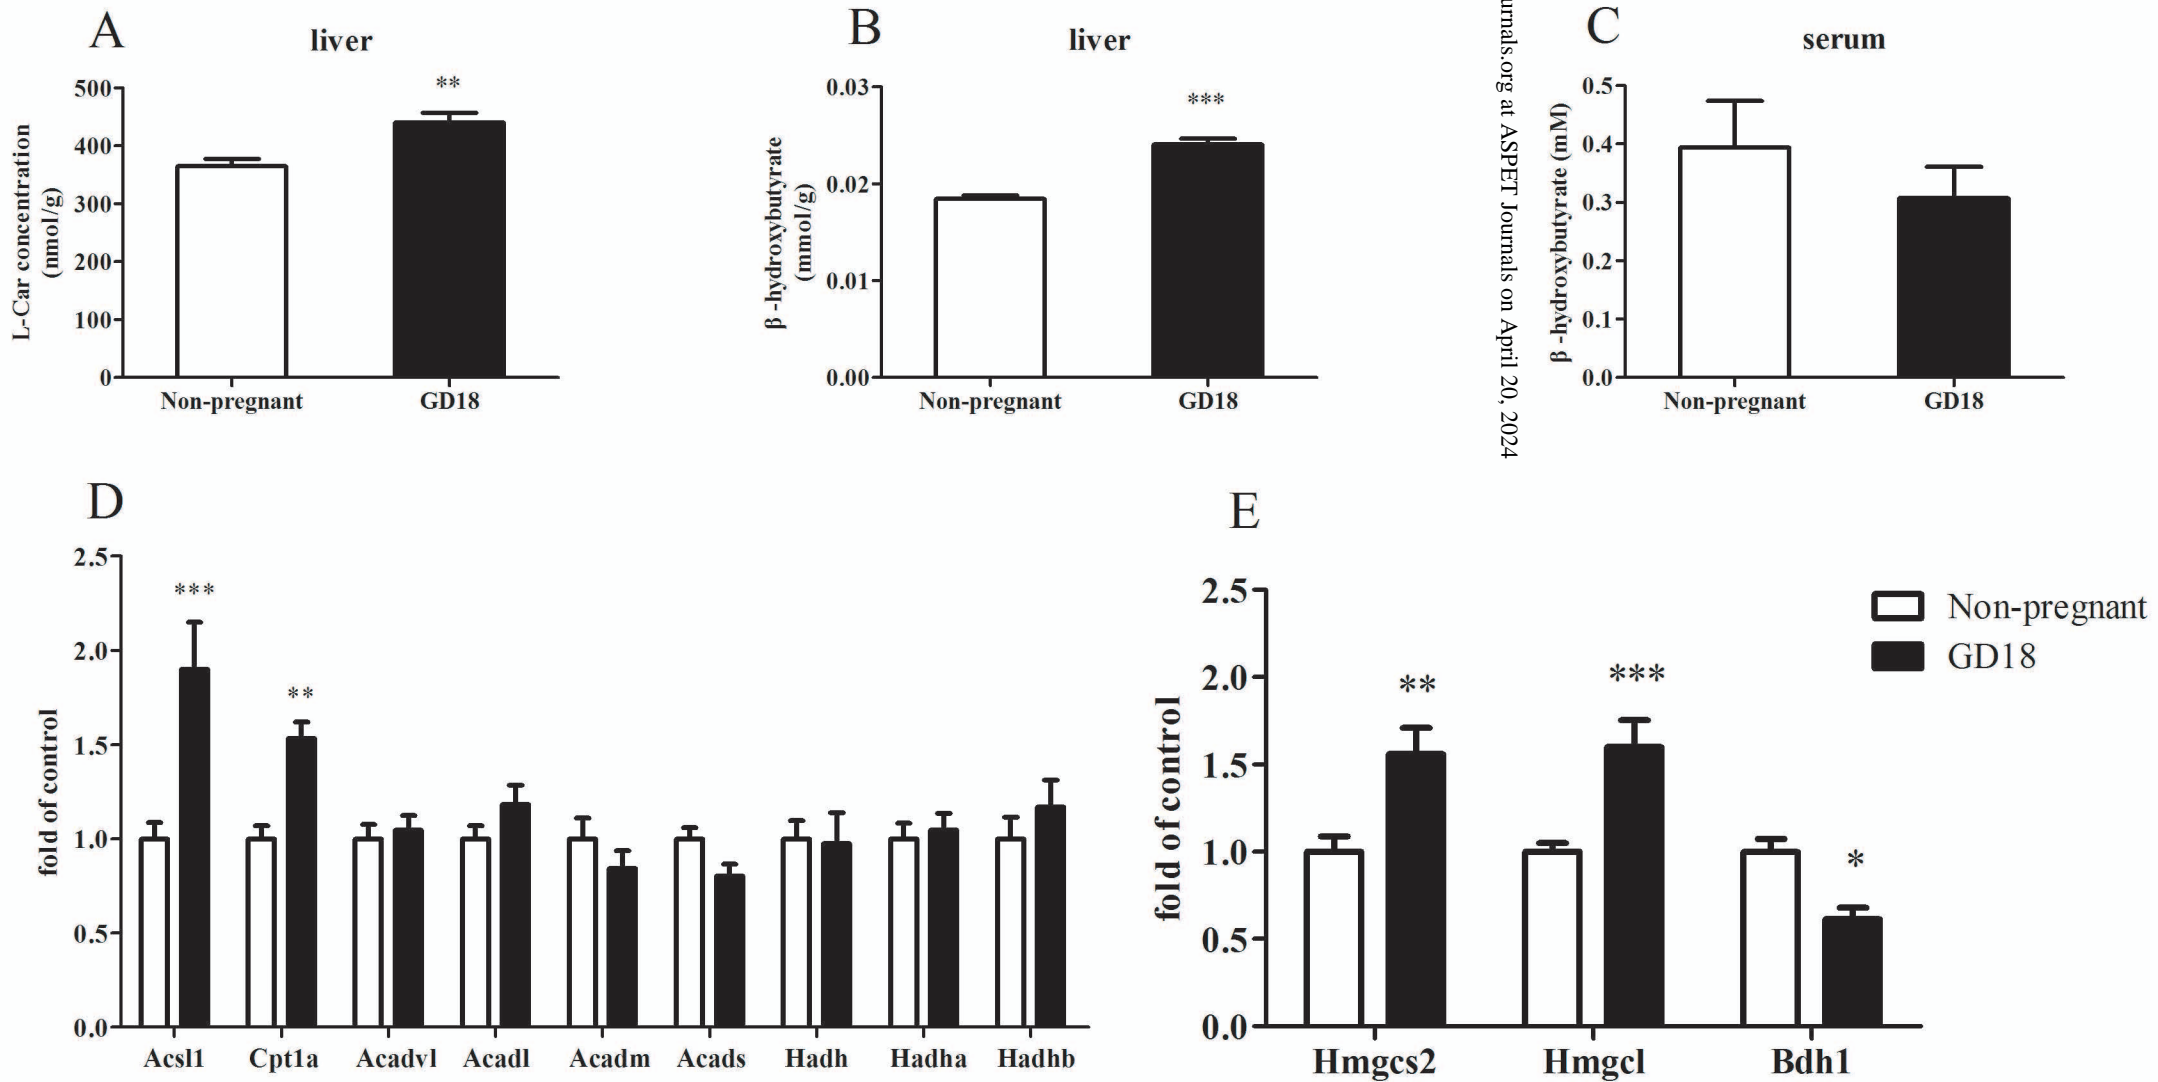 A
liver
**
500
400
300
200
100
0
L-Car concentration
(nmol/g)
Non-pregnant
GD18
B
liver
***
0.03
0.02
0.01
0.00
β -hydroxybutyrate
(mmol/g)
Non-pregnant
GD18
urnals.org at ASPET Journals on April 20, 2024
C
serum
0.5
0.4
0.3
0.2
0.1
0.0
β -hydroxybutyrate (mM)
Non-pregnant
GD18
D
2.5
2.0
1.5
1.0
0.5
0.0
fold of control
***
**
Acsl1 Cpt1a Acadvl Acadl Acadm Acads Hadh Hadha Hadhb
E
2.5
2.0
1.5
1.0
0.5
0.0
fold of control
**
***
*
Hmgcs2 Hmgcl Bdh1
Non-pregnant
GD18